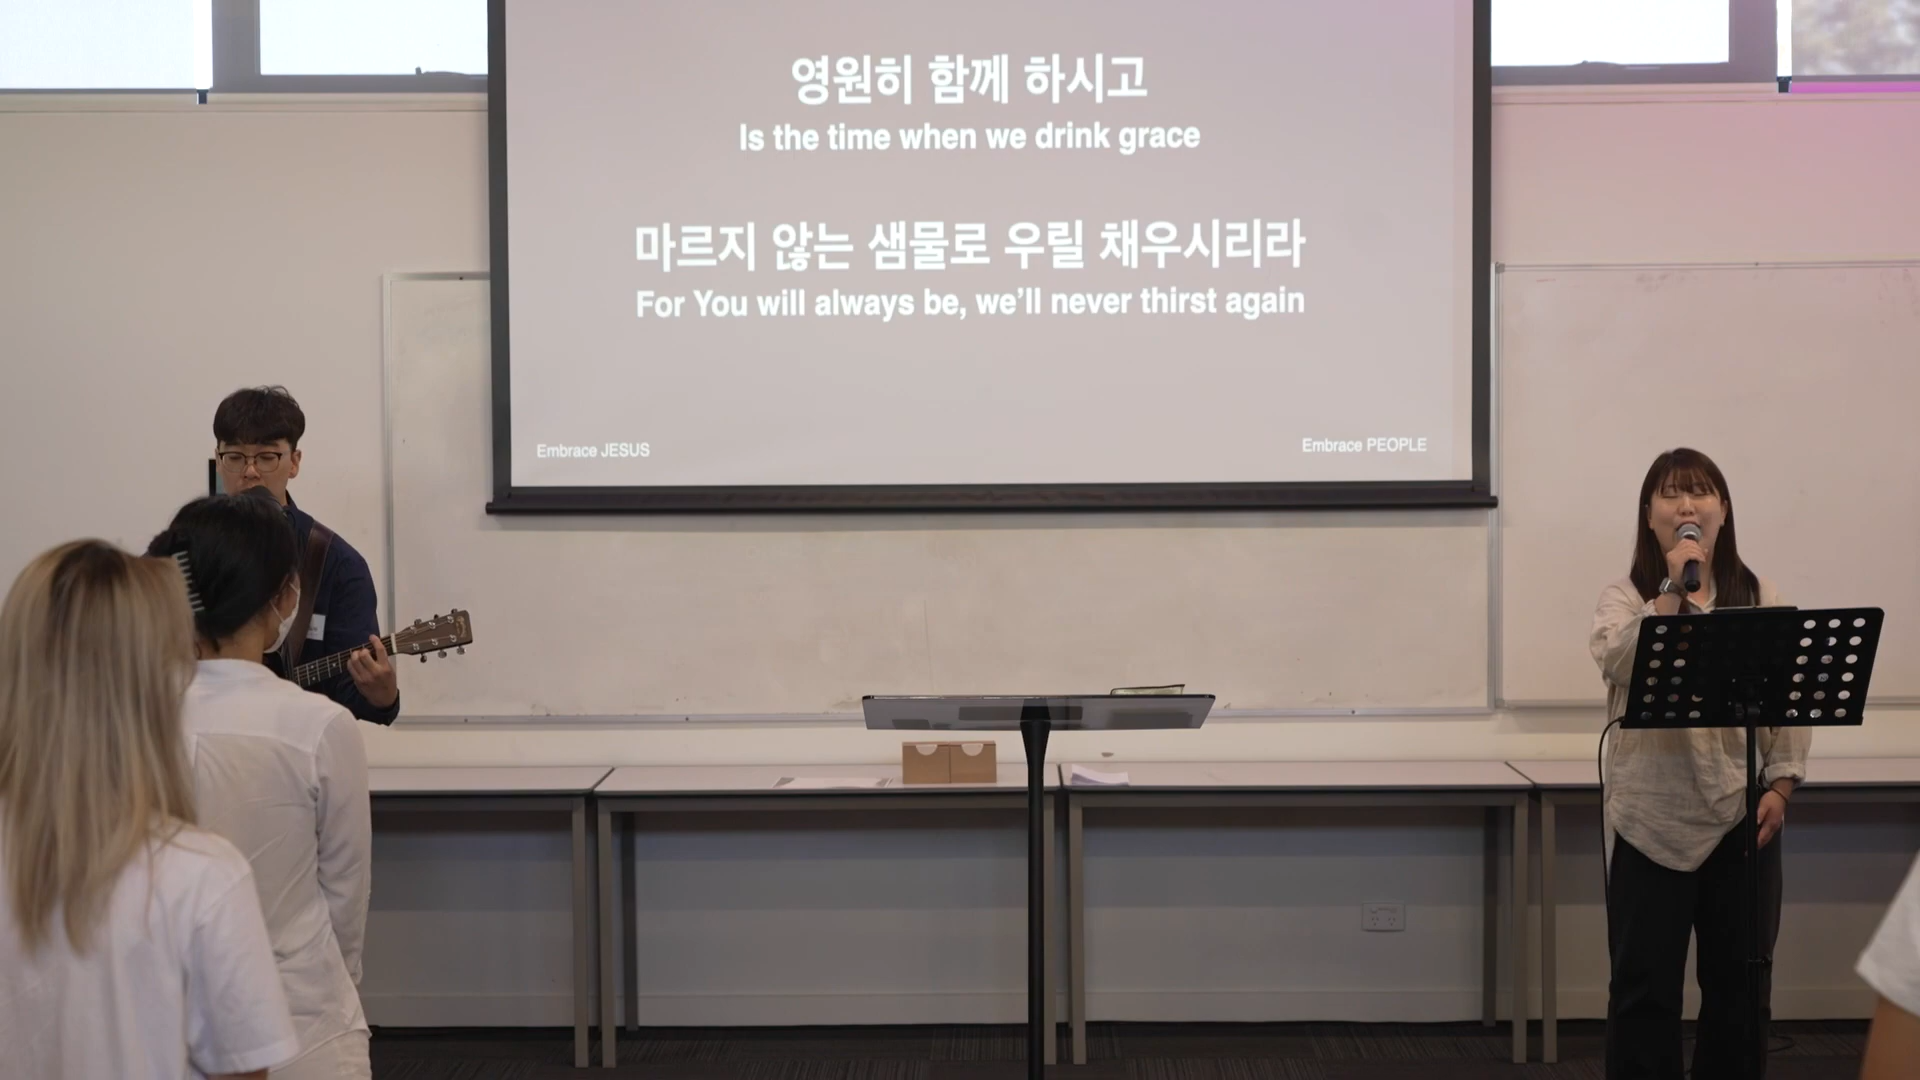 영원히 함께 하시고
Is the time when we drink grace
마르지 않는 샘물로 우릴 채우시리라
For You will always be, we'll never thirst again
Embrace JESUS
Embrace PEOPLE